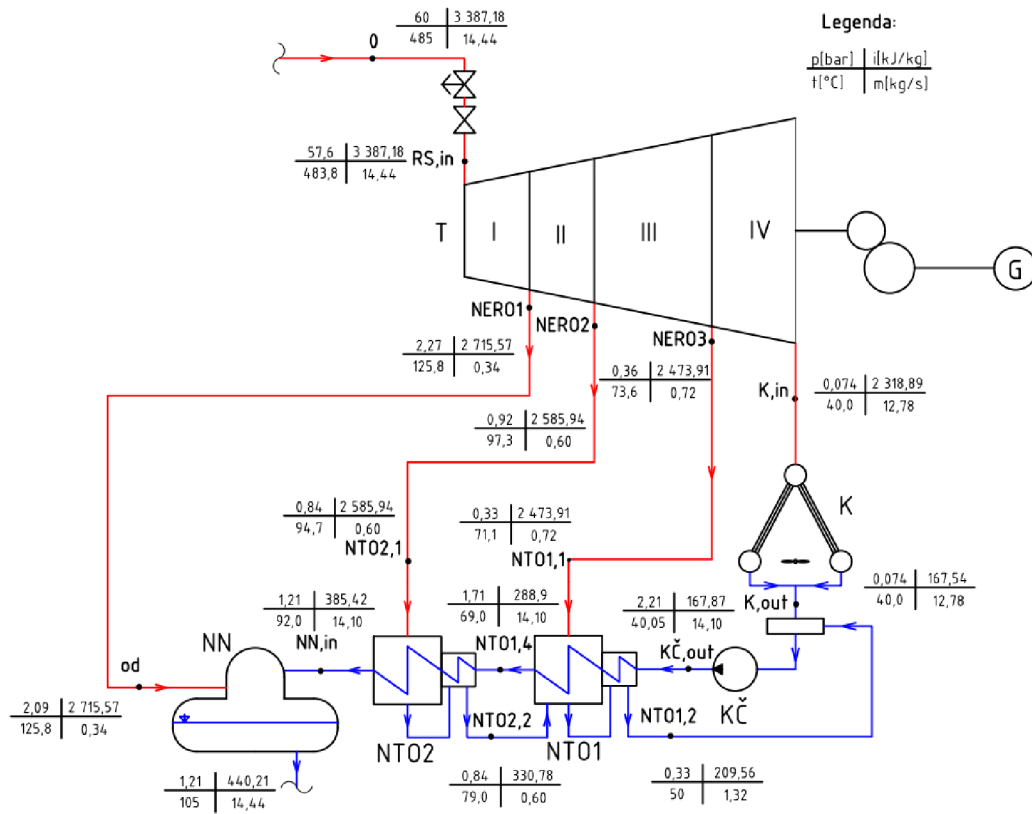 60 3 387,18
485 14,44
0
Legenda:
p[bar] i[kJ/kg]
t[°C] m[kg/s]
57,6 3 387,18
483,8 14,44
RS,in
T
I
II
III
IV
G
NERO1
NERO2
NERO3
2,27 2 715,57
125,8 0,34
0,36 2 473,91
73,6 0,72
K,in
0,074 2 318,89
40,0 12,78
0,92 2 585,94
97,3 0,60
0,84 2 585,94
94,7 0,60
NTO2,1
0,33 2 473,91
71,1 0,72
NTO1,1
K
0,074 167,54
40,0 12,78
K,out
1,21 385,42
92,0 14,10
NN,in
1,71 288,9
69,0 14,10
NTO1,4
2,21 167,87
40,05 14,10
KČ,out
NN
od
KČ
2,09 2 715,57
125,8 0,34
NTO2,2
NTO1,2
NTO2
NTO1
1,21 440,21
105 14,44
0,84 330,78
79,0 0,60
0,33 209,56
50 1,32